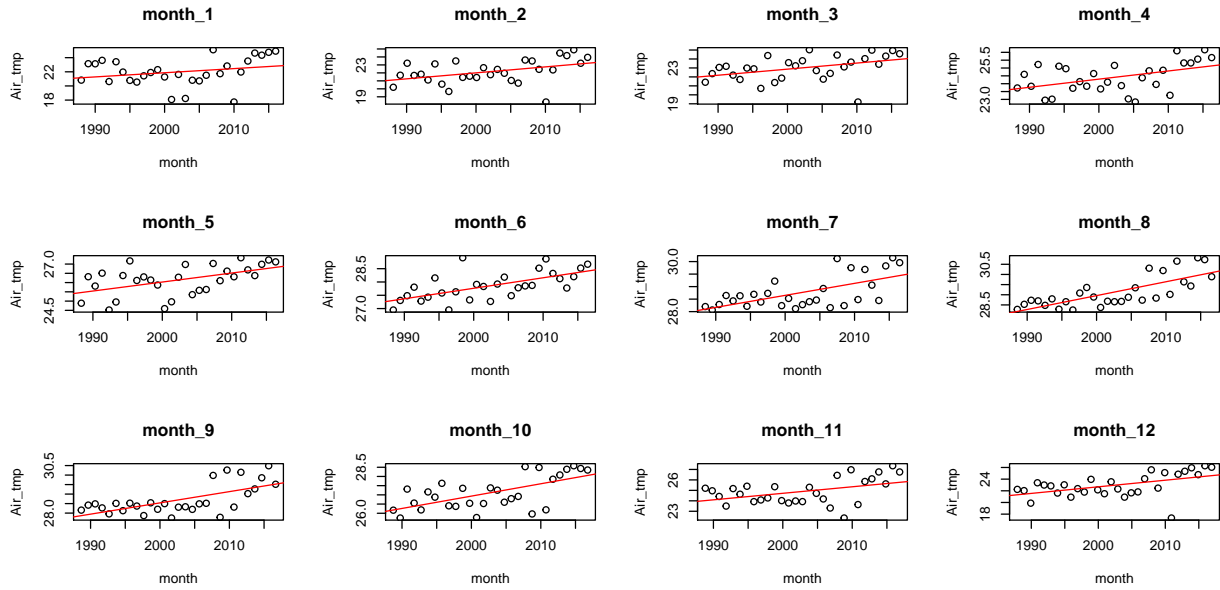 month_1 month_2 month_3 month_4
Air_tmp 18 22
1990 2000 2010
month
Air_tmp 19 23
1990 2000 2010
month
Air_tmp 19 22
1990 2000 2010
month
Air_tmp 23.0 25.5
1990 2000 2010
month
month_5 month_6 month_7 month_8
Air_tmp 24.5 27.0
1990 2000 2010
month
Air_tmp 27.0 28.5
1990 2000 2010
month
Air_tmp 28.0 30.0
1990 2000 2010
month
Air_tmp 28.5 30.5
1990 2000 2010
month
month_9 month_10 month_11 month_12
Air_tmp 28.0 30.5
1990 2000 2010
month
Air_tmp 26.0 28.5
1990 2000 2010
month
Air_tmp 23 26
1990 2000 2010
month
Air_tmp 18 24
1990 2000 2010
month